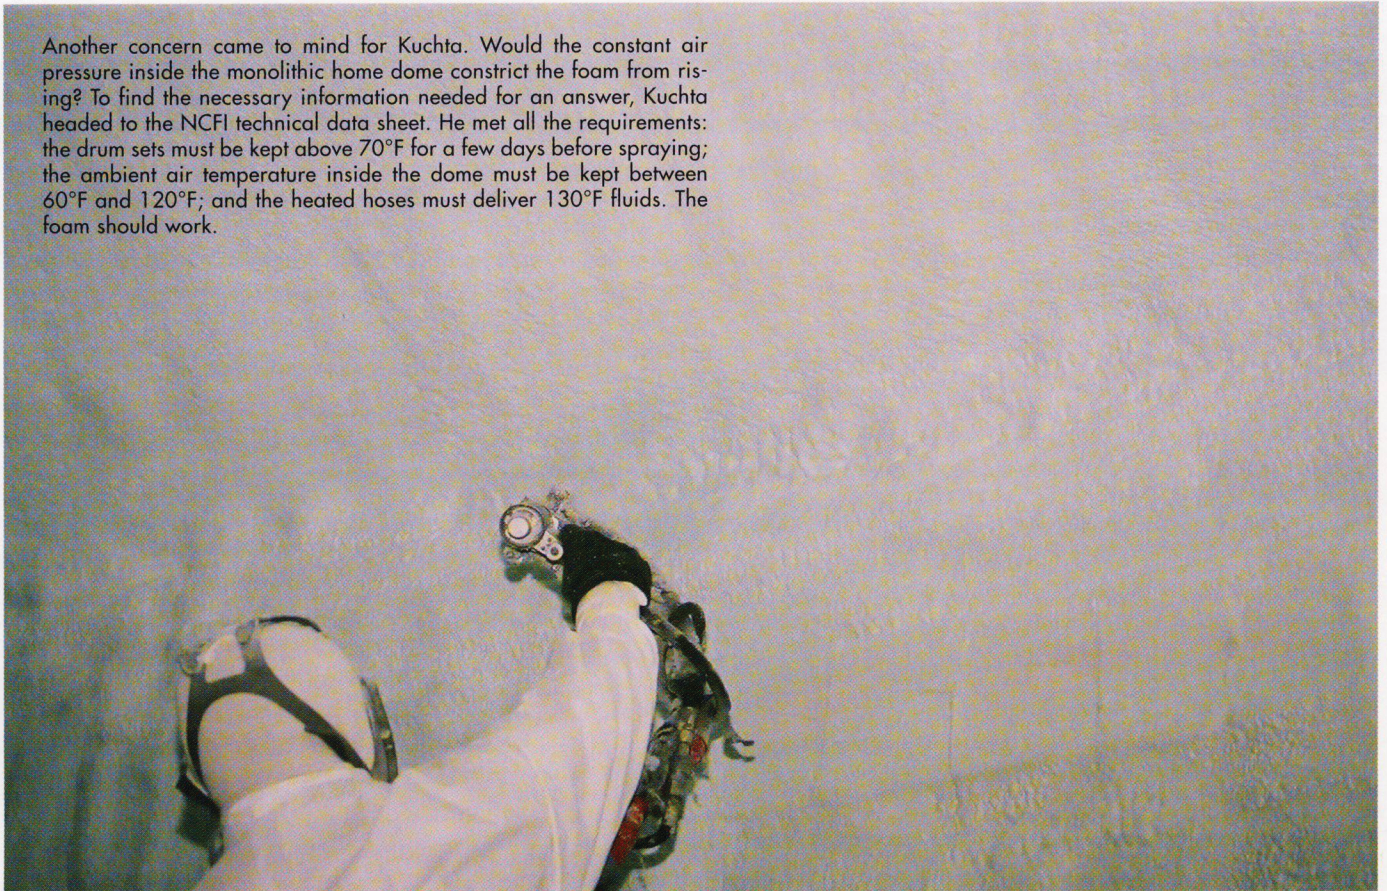 Another concern came to mind for Kuchta. Would the constant air
pressure inside the monolithic home dome constrict the foam from ris-
ing? To find the necessary information needed for an answer, Kuchta
headed to the NCFI technical data sheet. He met all the requirements:
the drum sets must be kept above 70°F for a few days before spraying;
the ambient air temperature inside the dome must be kept between
60°F and 120°F; and the heated hoses must deliver 130°F fluids. The
foam should work.